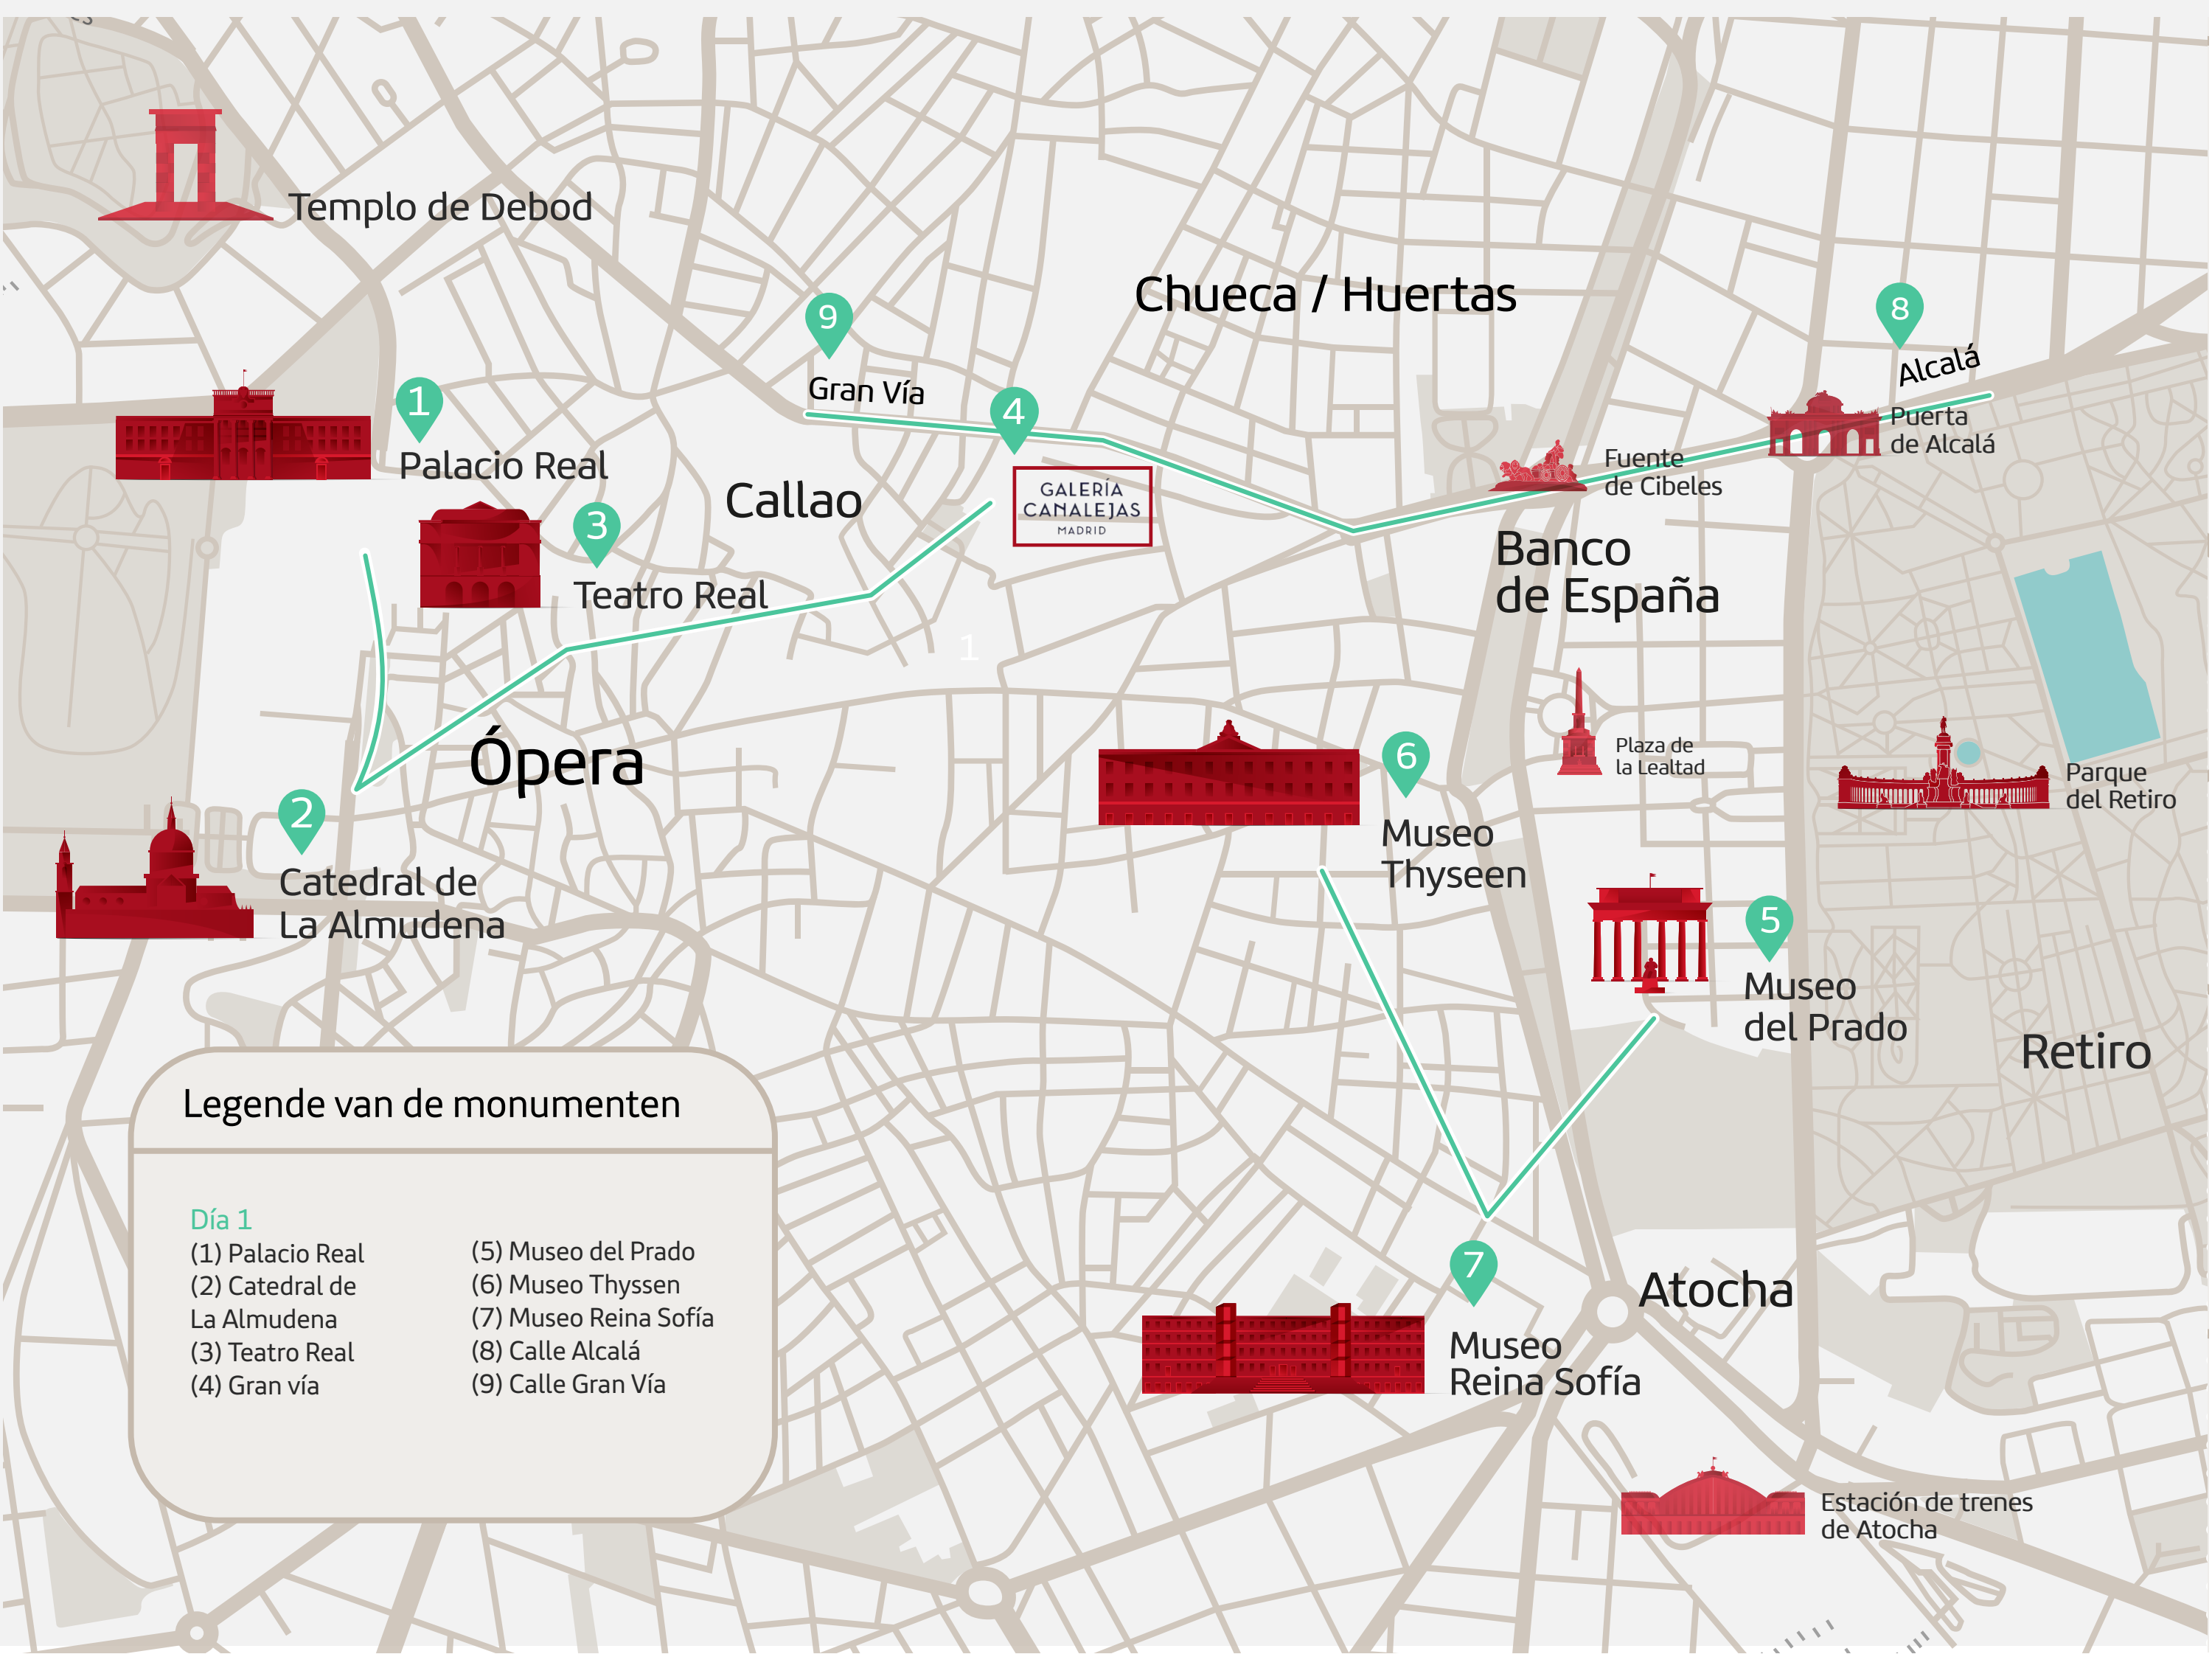 Templo de Debod
Chueca / Huertas
9
8
Gran Vía
Alcalá
1
4
Palacio Real
Puerta
de Alcalá
Fuente
de Cibeles
Callao
GALERÍA
CANALEJAS
MADRID
3
Teatro Real
Banco
de España
1
Ópera
6
Plaza de
la Lealtad
Parque
del Retiro
2
Museo
Thyseen
Catedral de
La Almudena
5
Museo
del Prado
Retiro
Legende van de monumenten
Día 1
(1) Palacio Real
(2) Catedral de
La Almudena
(3) Teatro Real
(4) Gran vía
(5) Museo del Prado
(6) Museo Thyssen
(7) Museo Reina Sofía
(8) Calle Alcalá
(9) Calle Gran Vía
7
Atocha
Museo
Reina Sofía
Estación de trenes
de Atocha